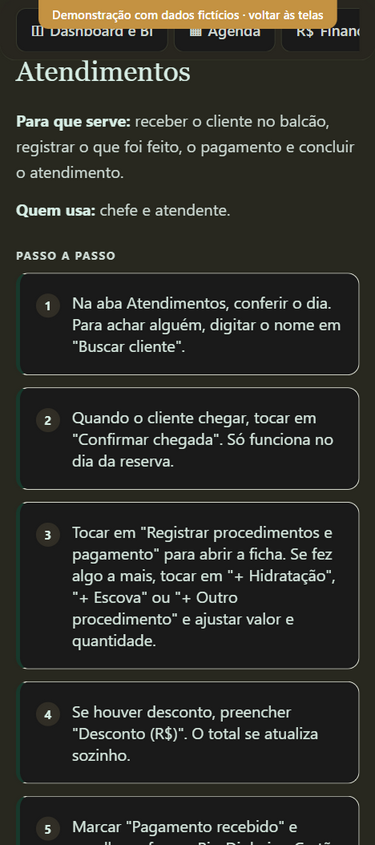 Demonstração com dados fictícios · voltar às telas
Dashboard e BI
Agenda
R$ Financ
Atendimentos
Para que serve: receber o cliente no balcão,
registrar o que foi feito, o pagamento e concluir
o atendimento.
Quem usa: chefe e atendente.
PASSO A PASSO
1
Na aba Atendimentos, conferir o dia.
Para achar alguém, digitar o nome em
"Buscar cliente".
2
Quando o cliente chegar, tocar em
"Confirmar chegada". Só funciona no
dia da reserva.
3
Tocar em "Registrar procedimentos e
pagamento" para abrir a ficha. Se fez
algo a mais, tocar em "+ Hidratação",
"+ Escova" ou "+ Outro
procedimento" e ajustar valor e
quantidade.
4
Se houver desconto, preencher
"Desconto (R$)". O total se atualiza
sozinho.
5
Marcar "Pagamento recebido" e